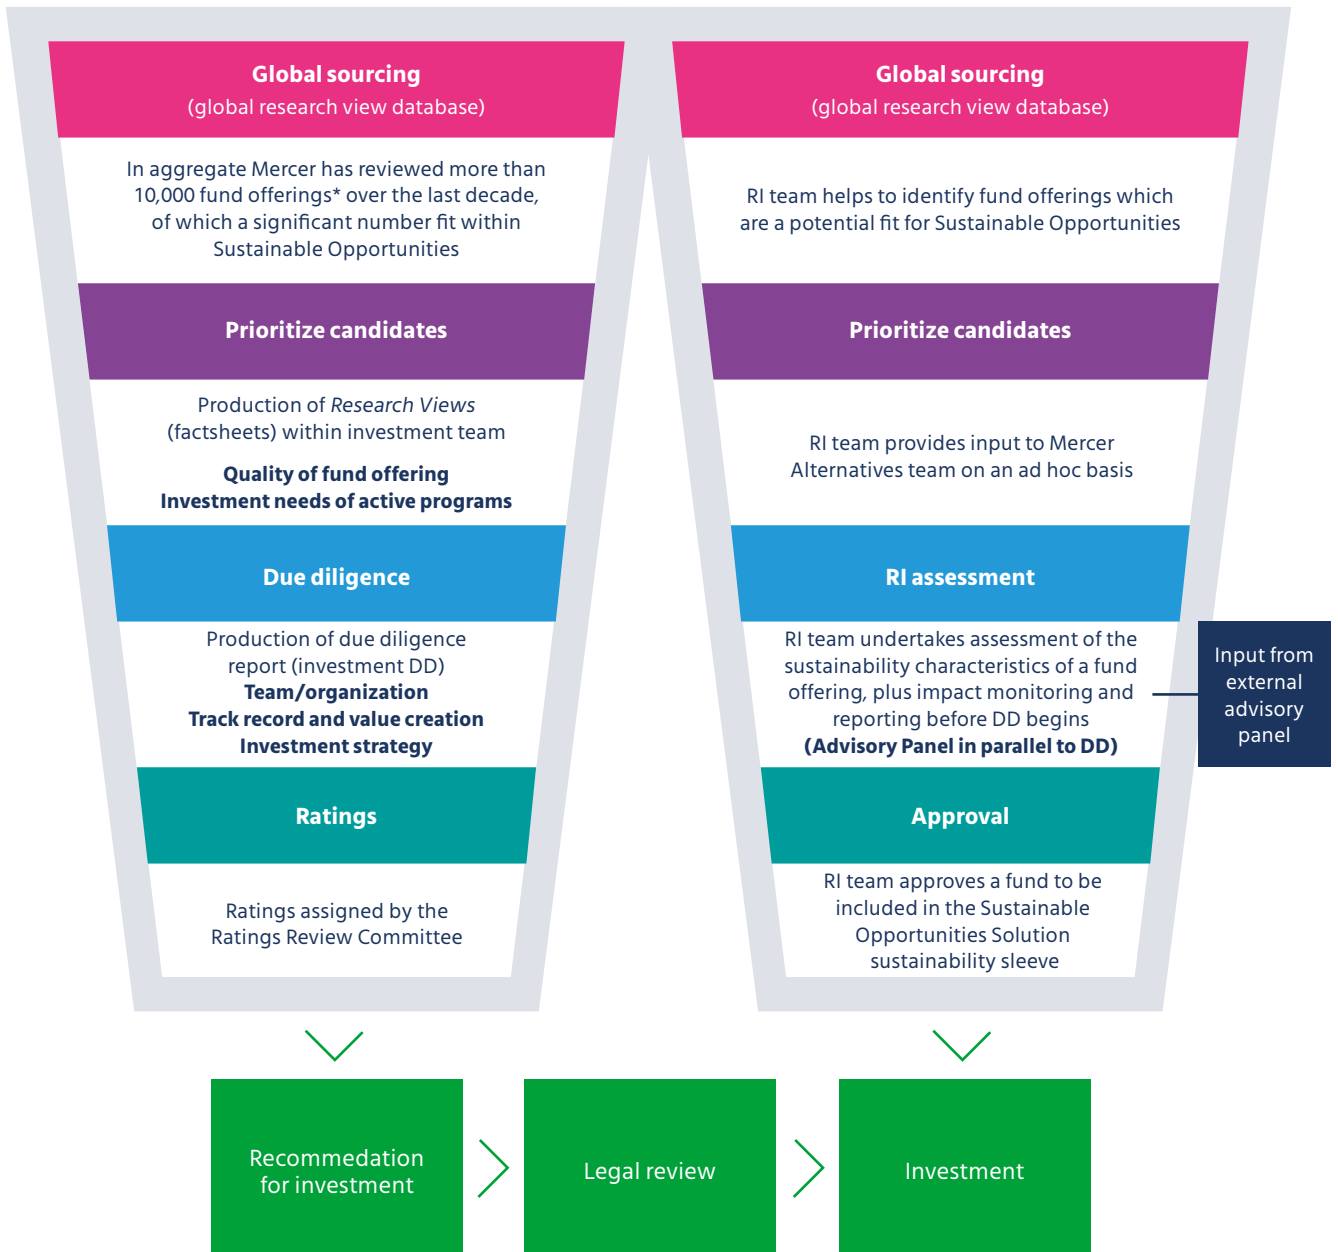 Global sourcing
(global research view database)
In aggregate Mercer has reviewed more than
10,000 fund offerings* over the last decade,
of which a significant number fit within
Sustainable Opportunities
Prioritize candidates
Production of Research Views
(factsheets) within investment team
Quality of fund offering
Investment needs of active programs
Due diligence
Production of due diligence
report (investment DD)
Team/organization
Track record and value creation
Investment strategy
Ratings
Ratings assigned by the
Ratings Review Committee
Global sourcing
(global research view database)
RI team helps to identify fund offerings which
are a potential fit for Sustainable Opportunities
Prioritize candidates
RI team provides input to Mercer
Alternatives team on an ad hoc basis
RI assessment
RI team undertakes assessment of the
sustainability characteristics of a fund
offering, plus impact monitoring and
reporting before DD begins
(Advisory Panel in parallel to DD)
Input from
external
advisory
panel
Approval
RI team approves a fund to be
included in the Sustainable
Opportunities Solution
sustainability sleeve
Recommedation
for investment
Legal review
Investment